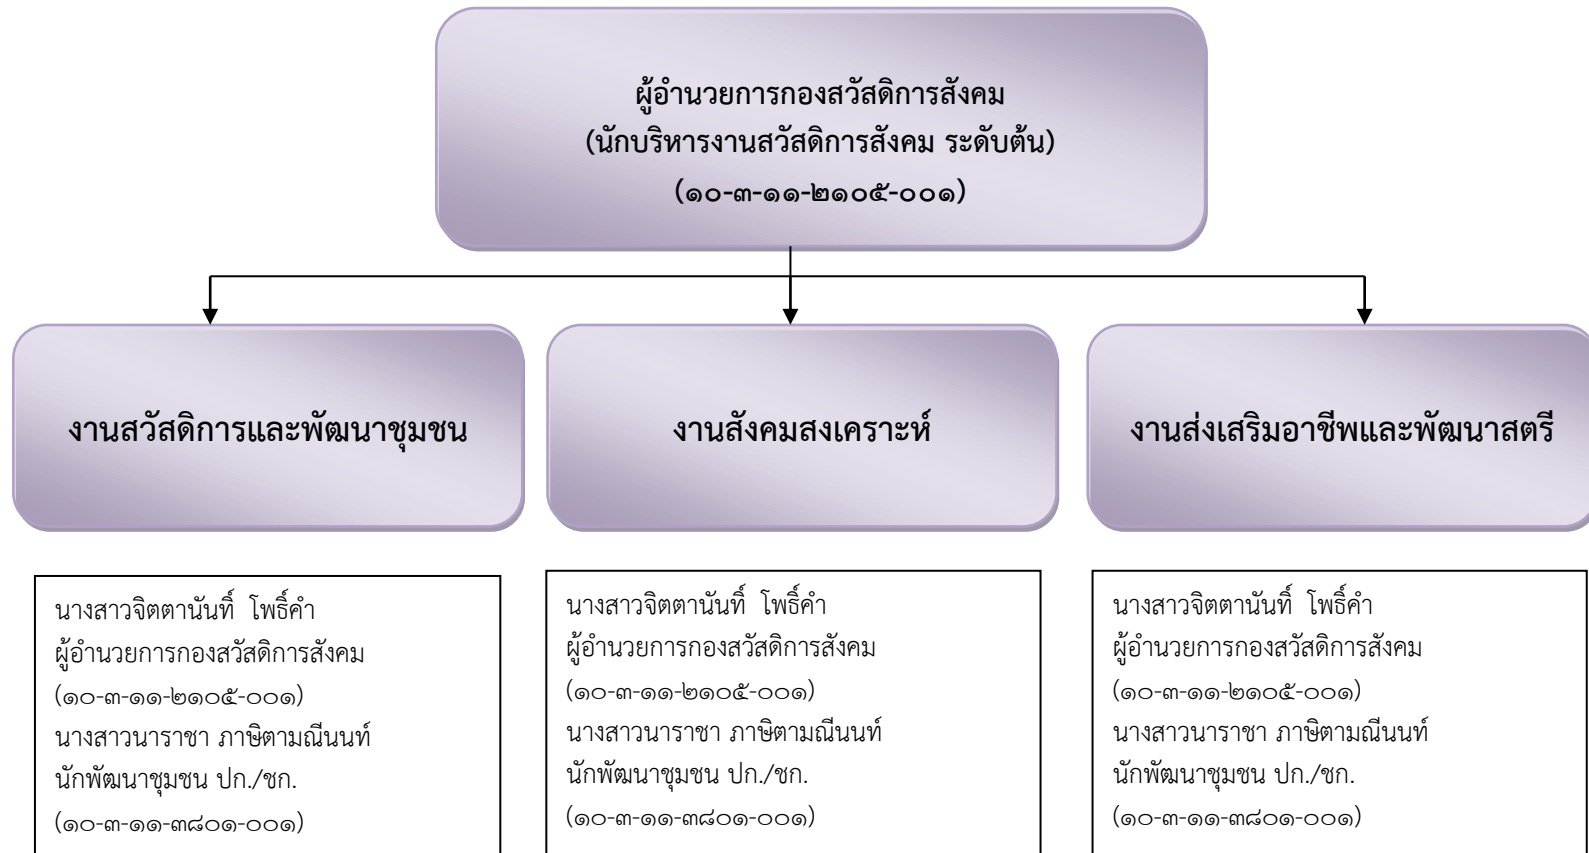 ผู้อำนวยการกองสวัสดิการสังคม
(นักบริหารงานสวัสดิการสังคม ระดับต้น)
(๑๐-๓-๑๑-๒๑๐๕-๐๐๑)
งานสวัสดิการและพัฒนาชุมชน
งานสังคมสงเคราะห์
งานส่งเสริมอาชีพและพัฒนาสตรี
นางสาวจิตตานันทิ์ โพธิ์คำ
ผู้อำนวยการกองสวัสดิการสังคม
(๑๐-๓-๑๑-๒๑๐๕-๐๐๑)
นางสาวนาราชา ภาษิตามณีนนท์
นักพัฒนาชุมชน ปก./ชก.
(๑๐-๓-๑๑-๓๘๐๑-๐๐๑)
นางสาวจิตตานันทิ์ โพธิ์คำ
ผู้อำนวยการกองสวัสดิการสังคม
(๑๐-๓-๑๑-๒๑๐๕-๐๐๑)
นางสาวนาราชา ภาษิตามณีนนท์
นักพัฒนาชุมชน ปก./ชก.
(๑๐-๓-๑๑-๓๘๐๑-๐๐๑)
นางสาวจิตตานันทิ์ โพธิ์คำ
ผู้อำนวยการกองสวัสดิการสังคม
(๑๐-๓-๑๑-๒๑๐๕-๐๐๑)
นางสาวนาราชา ภาษิตามณีนนท์
นักพัฒนาชุมชน ปก./ชก.
(๑๐-๓-๑๑-๓๘๐๑-๐๐๑)